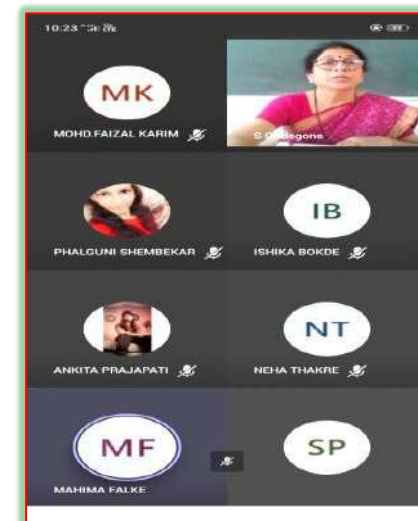 10:23
MK
MOHD.FAIZAL KARIM
PHALGUNI SHEMBEKAR
IB
ISHIKA BOKDE
ANKITA PRAJAPATI
NT
NEHA THAKRE
MF
MAHIMA FALKE
SP